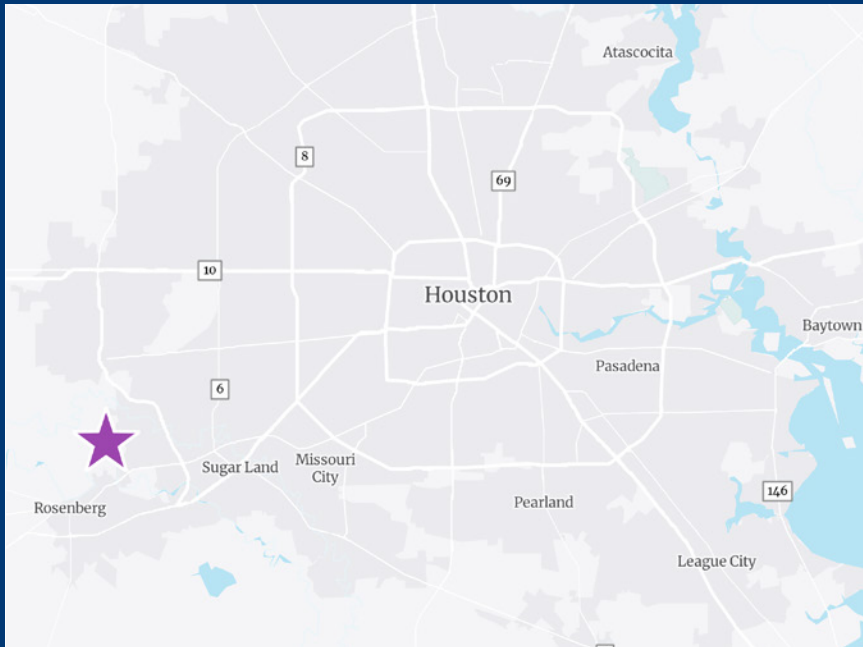 Atascocita
8
69
10
Houston
Baytown
Pasadena
6
Sugar Land
Missouri
City
Rosenberg
146
Pearland
League City